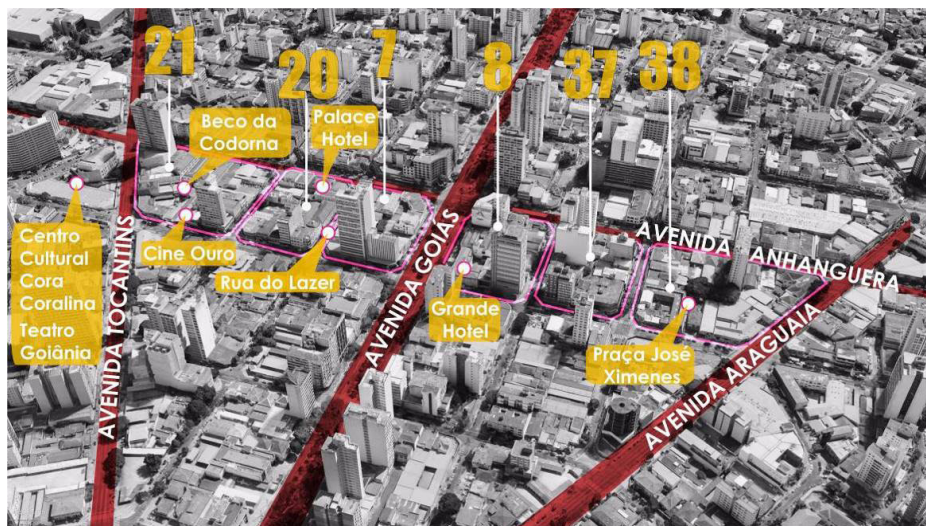 21
20
7
8
37
38
Beco da
Codorna
Palace
Hotel
Centro
Cultural
Cora
Coralina
Teatro
Goiânia
Cine Ouro
Rua do Lazer
Grande
Hotel
Praça José
Ximenes
AVENIDA TOCANTINS
AVENIDA GOIÁS
AVENIDA ANHANGUERA
AVENIDA ARAGUAIA